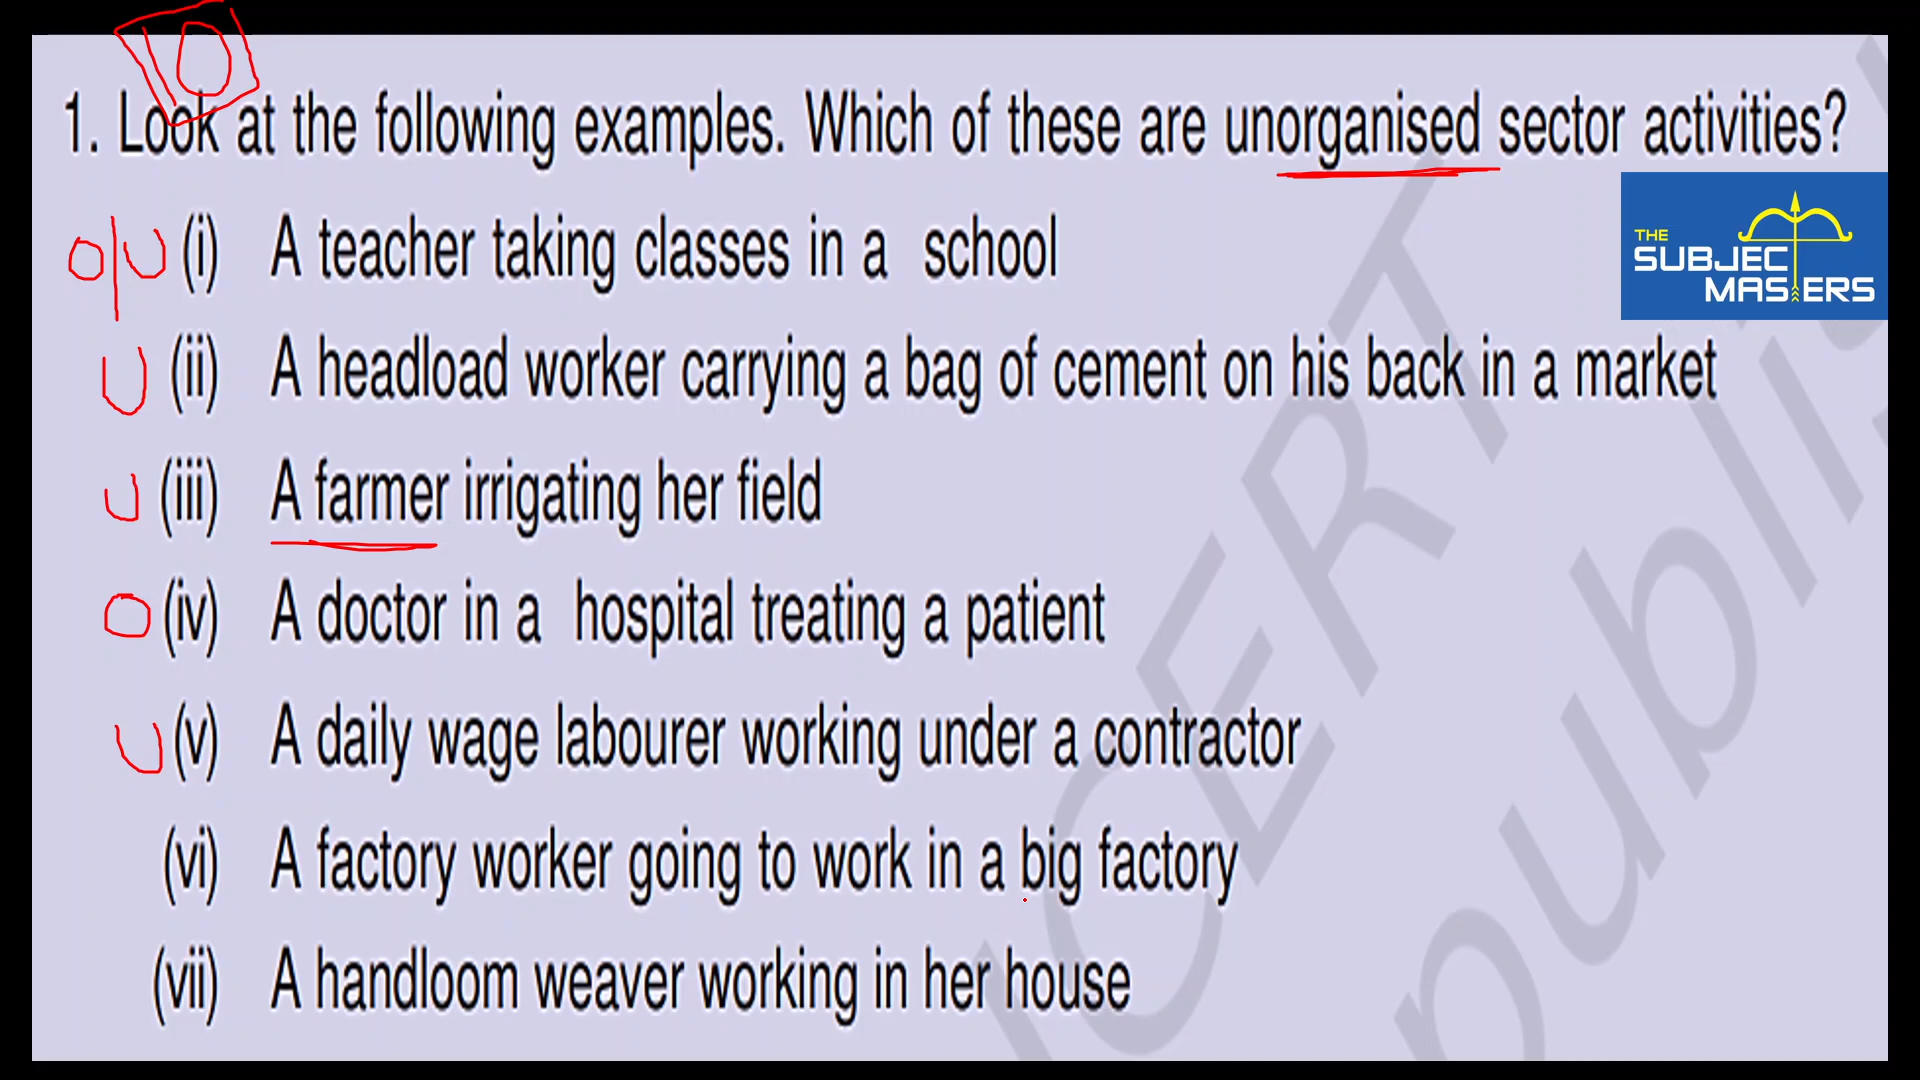 10
1. Look at the following examples. Which of these are unorganised sector activities?
THE
SUBJECT
MASTERS
O|U (i) A teacher taking classes in a school
U (ii) A headload worker carrying a bag of cement on his back in a market
U (iii) A farmer irrigating her field
O (iv) A doctor in a hospital treating a patient
U (v) A daily wage labourer working under a contractor
(vi) A factory worker going to work in a big factory
(vii) A handloom weaver working in her house